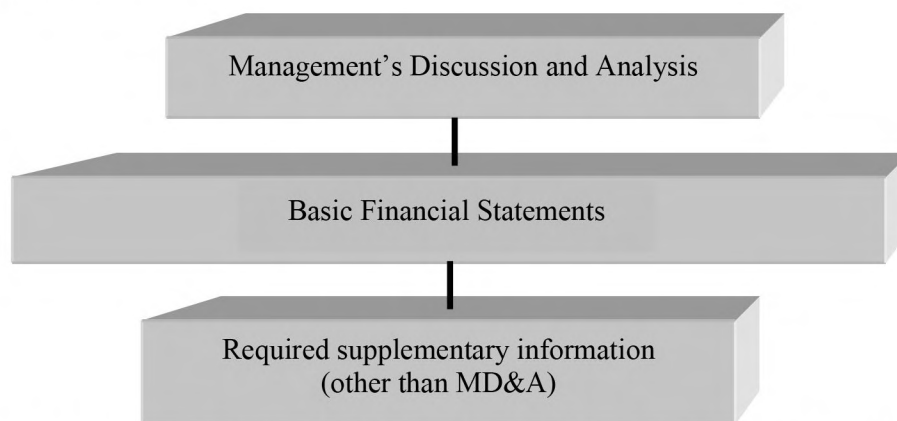 Management’s Discussion and Analysis
Basic Financial Statements
Required supplementary information
(other than MD&A)